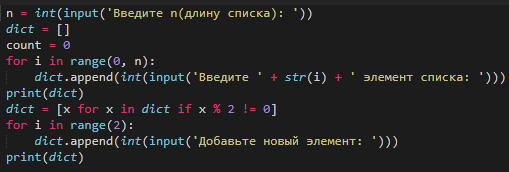 n = int(input('Введите n(длину списка): '))
dict = []
count = 0
for i in range(0, n):
    dict.append(int(input('Введите ' + str(i) + ' элемент списка: ')))
print(dict)
dict = [x for x in dict if x % 2 != 0]
for i in range(2):
    dict.append(int(input('Добавьте новый элемент: ')))
print(dict)